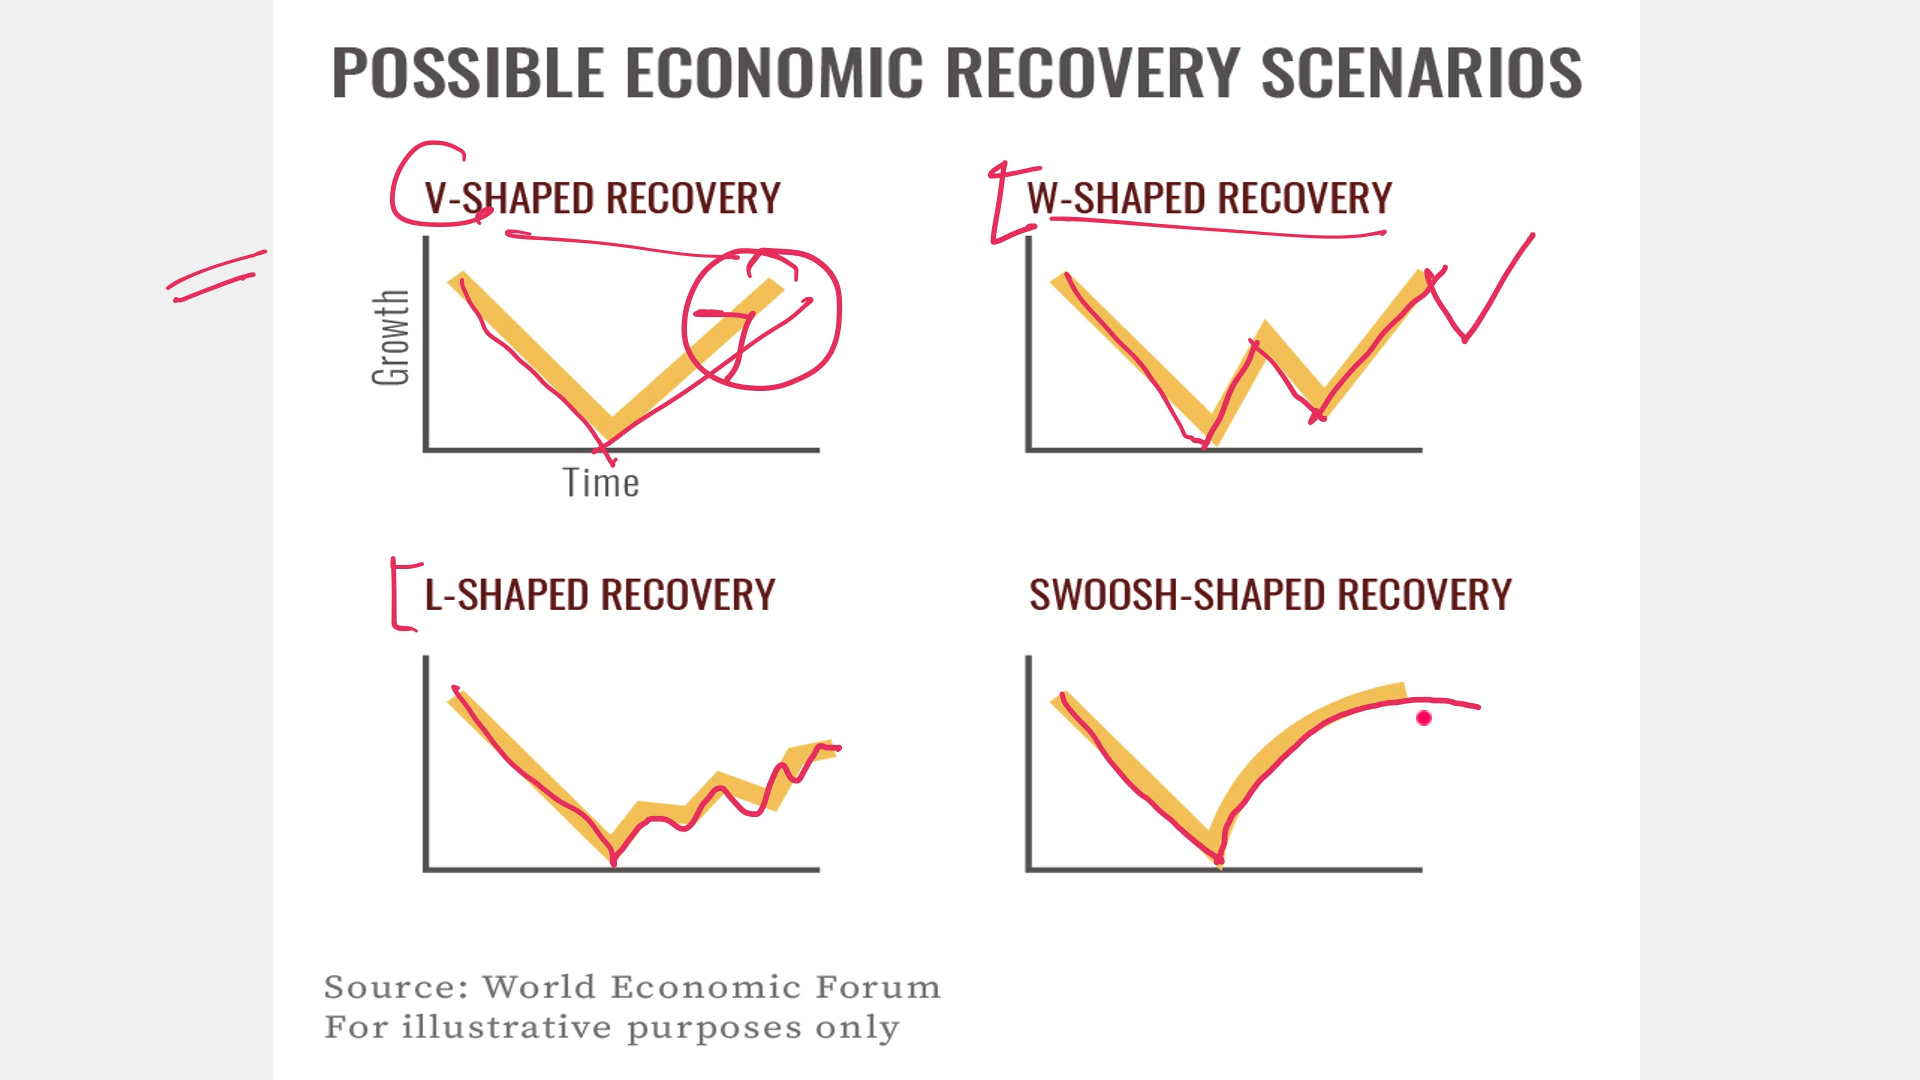 POSSIBLE ECONOMIC RECOVERY SCENARIOS
V-SHAPED RECOVERY
W-SHAPED RECOVERY
Growth
Time
L-SHAPED RECOVERY
SWOOSH-SHAPED RECOVERY
Source: World Economic Forum
For illustrative purposes only